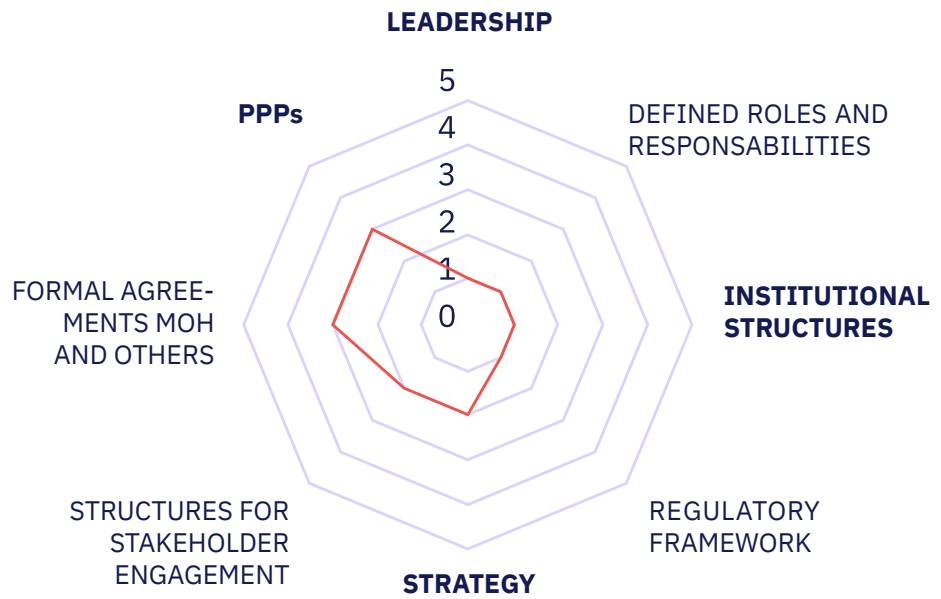 LEADERSHIP
5
PPPs
DEFINED ROLES AND
RESPONSABILITIES
4
3
2
1
FORMAL AGREE-
MENTS MOH
AND OTHERS
INSTITUTIONAL
STRUCTURES
0
STRUCTURES FOR
STAKEHOLDER
ENGAGEMENT
REGULATORY
FRAMEWORK
STRATEGY